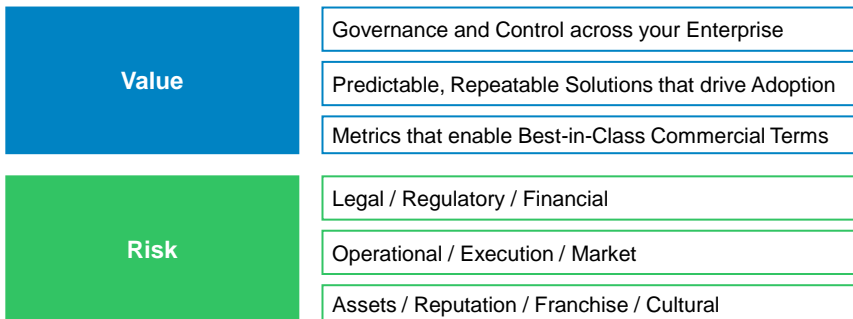 Value
Governance and Control across your Enterprise
Predictable, Repeatable Solutions that drive Adoption
Metrics that enable Best-in-Class Commercial Terms
Risk
Legal / Regulatory / Financial
Operational / Execution / Market
Assets / Reputation / Franchise / Cultural